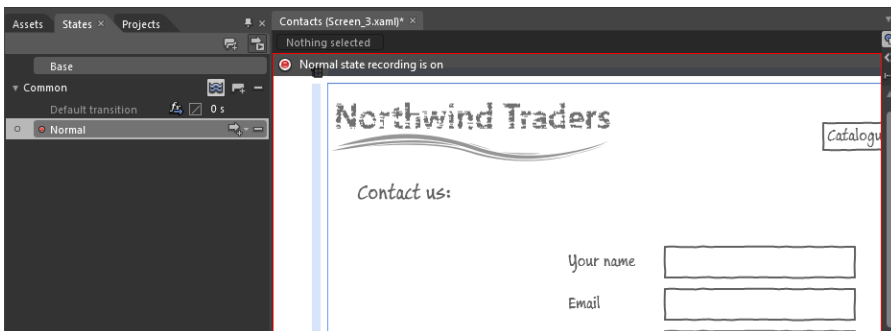 Assets States × Projects
Contacts (Screen_3.xaml)* ×
Nothing selected
Base
Normal state recording is on
Common
Default transition
0 s
Normal
Northwind Traders
Contact us:
Your name
Email